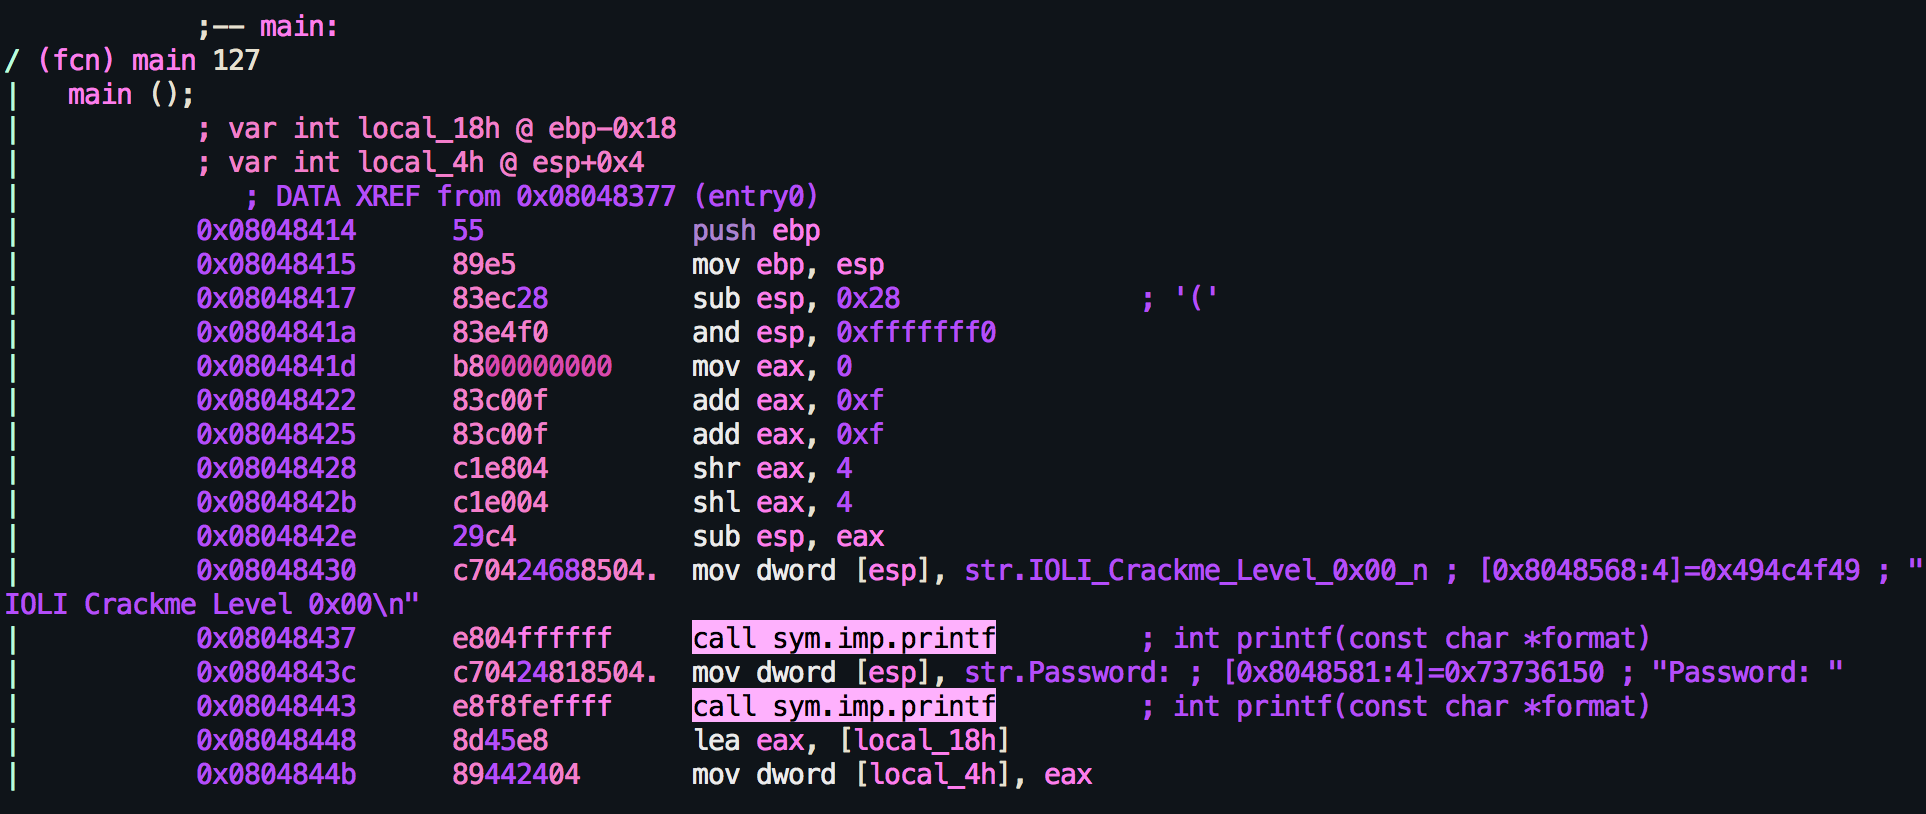 ;-- main:
/ (fcn) main 127
|   main ();
|           ; var int local_18h @ ebp-0x18
|           ; var int local_4h @ esp+0x4
|              ; DATA XREF from 0x08048377 (entry0)
|           0x08048414      55             push ebp
|           0x08048415      89e5           mov ebp, esp
|           0x08048417      83ec28         sub esp, 0x28               ; '('
|           0x0804841a      83e4f0         and esp, 0xfffffff0
|           0x0804841d      b800000000     mov eax, 0
|           0x08048422      83c00f         add eax, 0xf
|           0x08048425      83c00f         add eax, 0xf
|           0x08048428      c1e804         shr eax, 4
|           0x0804842b      c1e004         shl eax, 4
|           0x0804842e      29c4           sub esp, eax
|           0x08048430      c70424688504.  mov dword [esp], str.IOLI_Crackme_Level_0x00_n ; [0x8048568:4]=0x494c4f49 ; "
IOLI Crackme Level 0x00\n"
|           0x08048437      e804ffffff     call sym.imp.printf         ; int printf(const char *format)
|           0x0804843c      c70424818504.  mov dword [esp], str.Password: ; [0x8048581:4]=0x73736150 ; "Password: "
|           0x08048443      e8f8feffff     call sym.imp.printf         ; int printf(const char *format)
|           0x08048448      8d45e8         lea eax, [local_18h]
|           0x0804844b      89442404       mov dword [local_4h], eax